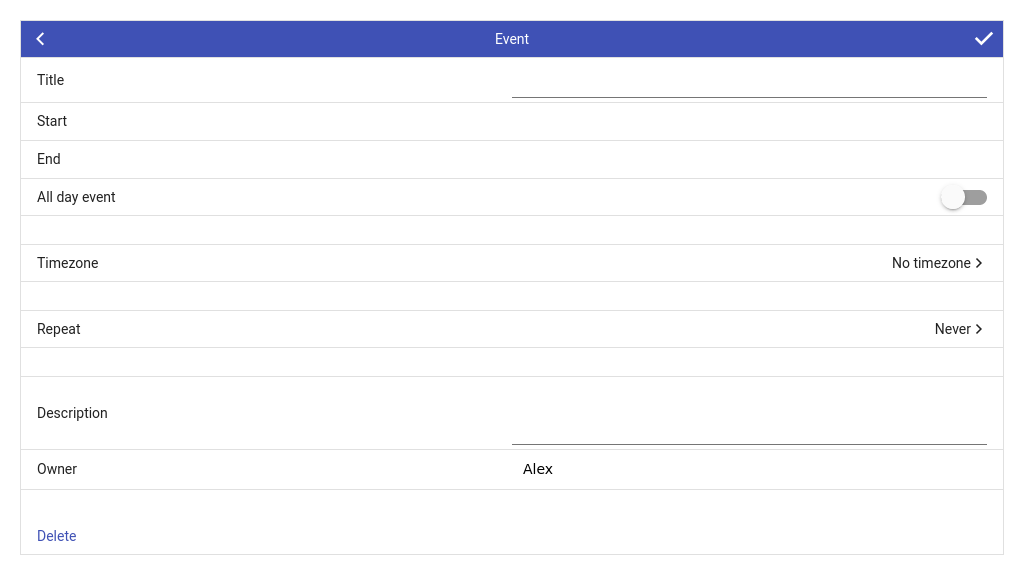 Event
Title
Start
End
All day event
Timezone No timezone
Repeat Never
Description
Owner Alex
Delete